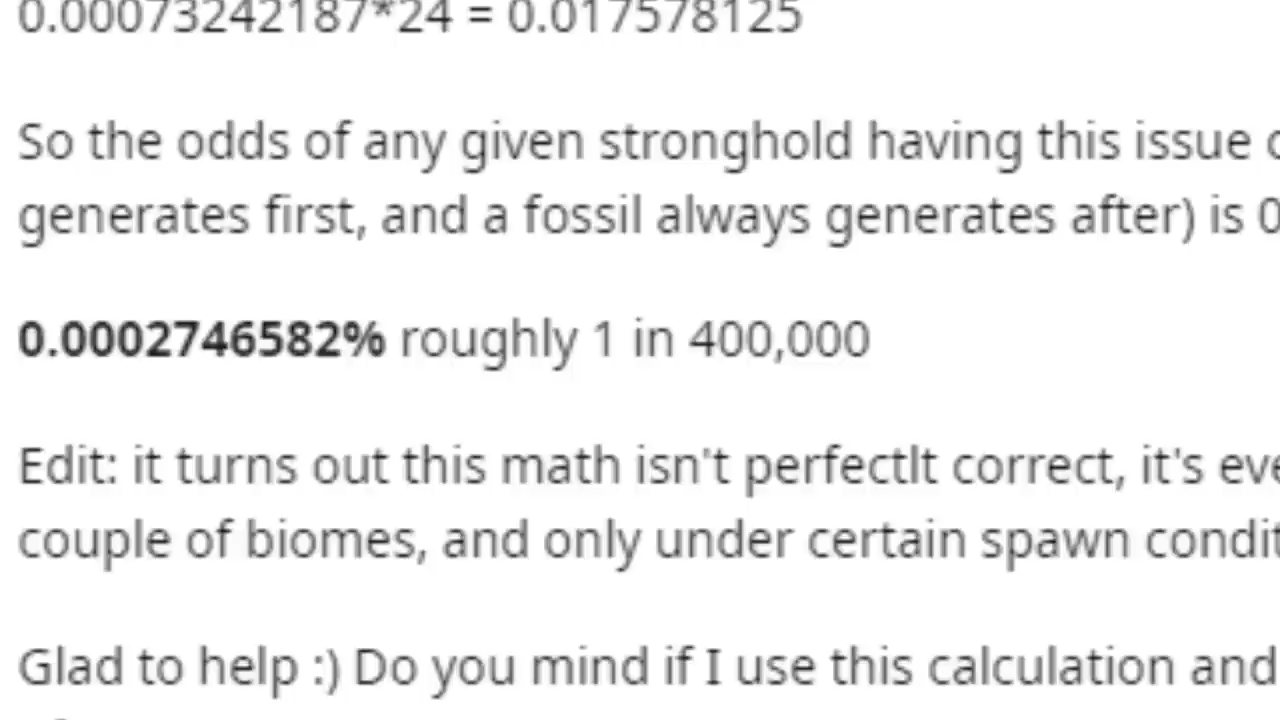 0.00073242187*24 = 0.017578125
So the odds of any given stronghold having this issue
generates first, and a fossil always generates after) is 0
0.0002746582% roughly 1 in 400,000
Edit: it turns out this math isn't perfectlt correct, it's eve
couple of biomes, and only under certain spawn condit
Glad to help :) Do you mind if I use this calculation and